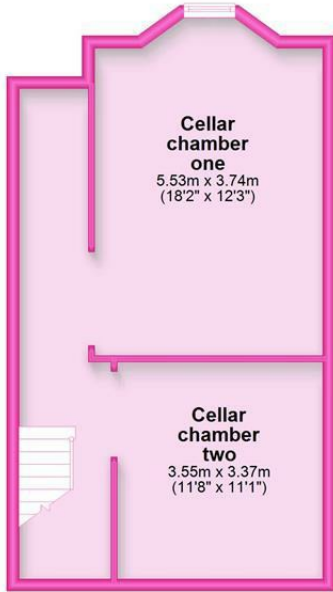 Cellar
chamber
one
5.53m x 3.74m
(18'2" x 12'3")
Cellar
chamber
two
3.55m x 3.37m
(11'8" x 11'1")